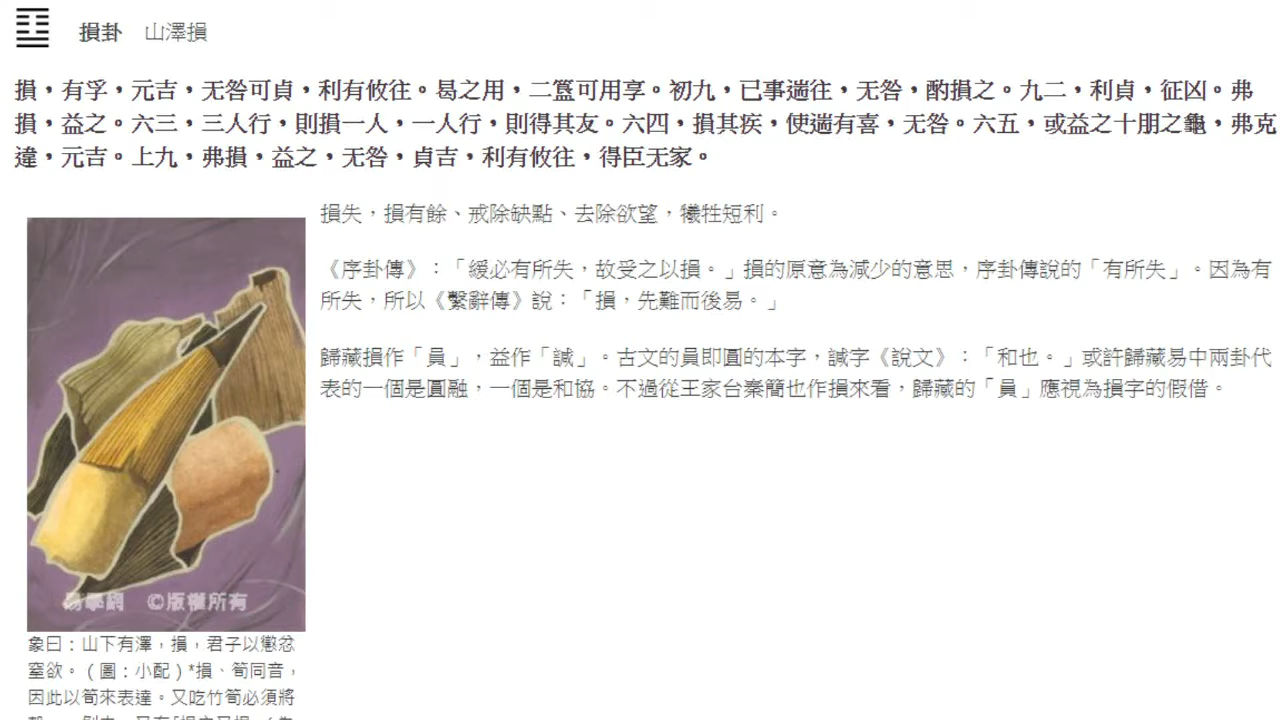 損卦 山澤損
損，有孚，元吉，无咎可貞，利有攸往。曷之用，二簋可用享。初九，已事遄往，无咎，酌損之。九二，利貞，征凶。弗
損，益之。六三，三人行，則損一人，一人行，則得其友。六四，損其疾，使遄有喜，无咎。六五，或益之十朋之龜，弗克
違，元吉。上九，弗損，益之，无咎，貞吉，利有攸往，得臣无家。
損失，損有餘、戒除缺點、去除欲望，犧牲短利。
《序卦傳》：「緩必有所失，故受之以損。」損的原意為減少的意思，序卦傳說的「有所失」。因為有
所失，所以《繫辭傳》說：「損，先難而後易。」
歸藏損作「員」，益作「諴」。古文的員即圓的本字，諴字《說文》：「和也。」或許歸藏易中兩卦代
表的一個是圓融，一個是和協。不過從王家台秦簡也作損來看，歸藏的「員」應視為損字的假借。
易學網 ©版權所有
象曰：山下有澤，損，君子以懲忿
窒欲。（圖：小配）*損、筍同音，
因此以筍來表達。又吃竹筍必須將